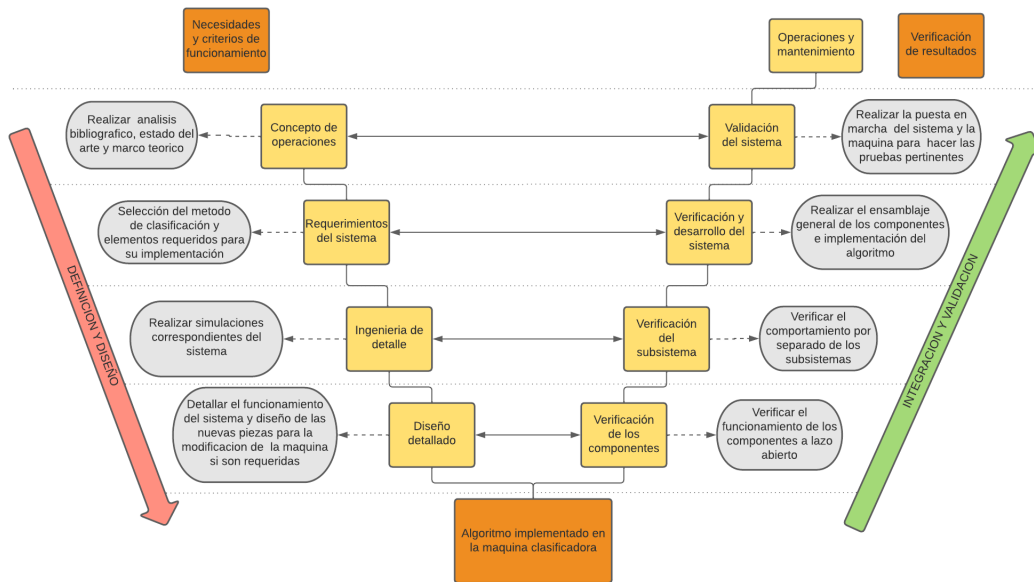 Necesidades
y criterios de
funcionamiento
Operaciones y
mantenimiento
Verificación
de resultados
Realizar analisis
bibliografico, estado del
arte y marco teorico
Concepto de
operaciones
Validación
del sistema
Realizar la puesta en
marcha del sistema y la
maquina para hacer las
pruebas pertinentes
Selección del metodo
de clasificación y
elementos requeridos para
su implementación
Requerimientos
del sistema
Verificación y
desarrollo del
sistema
Realizar el ensamblaje
general de los componentes
e implementación del
algoritmo
DEFINICION Y DISEÑO
INTEGRACION Y VALIDACION
Realizar simulaciones
correspondientes del
sistema
Ingenieria de
detalle
Verificación
del
subsistema
Verificar el
comportamiento por
separado de los
subsistemas
Detallar el funcionamiento
del sistema y diseño de las
nuevas piezas para la
modificacion de la maquina
si son requeridas
Diseño
detallado
Verificación
de los
componentes
Verificar el
funcionamiento de los
componentes a lazo
abierto
Algoritmo implementado en
la maquina clasificadora